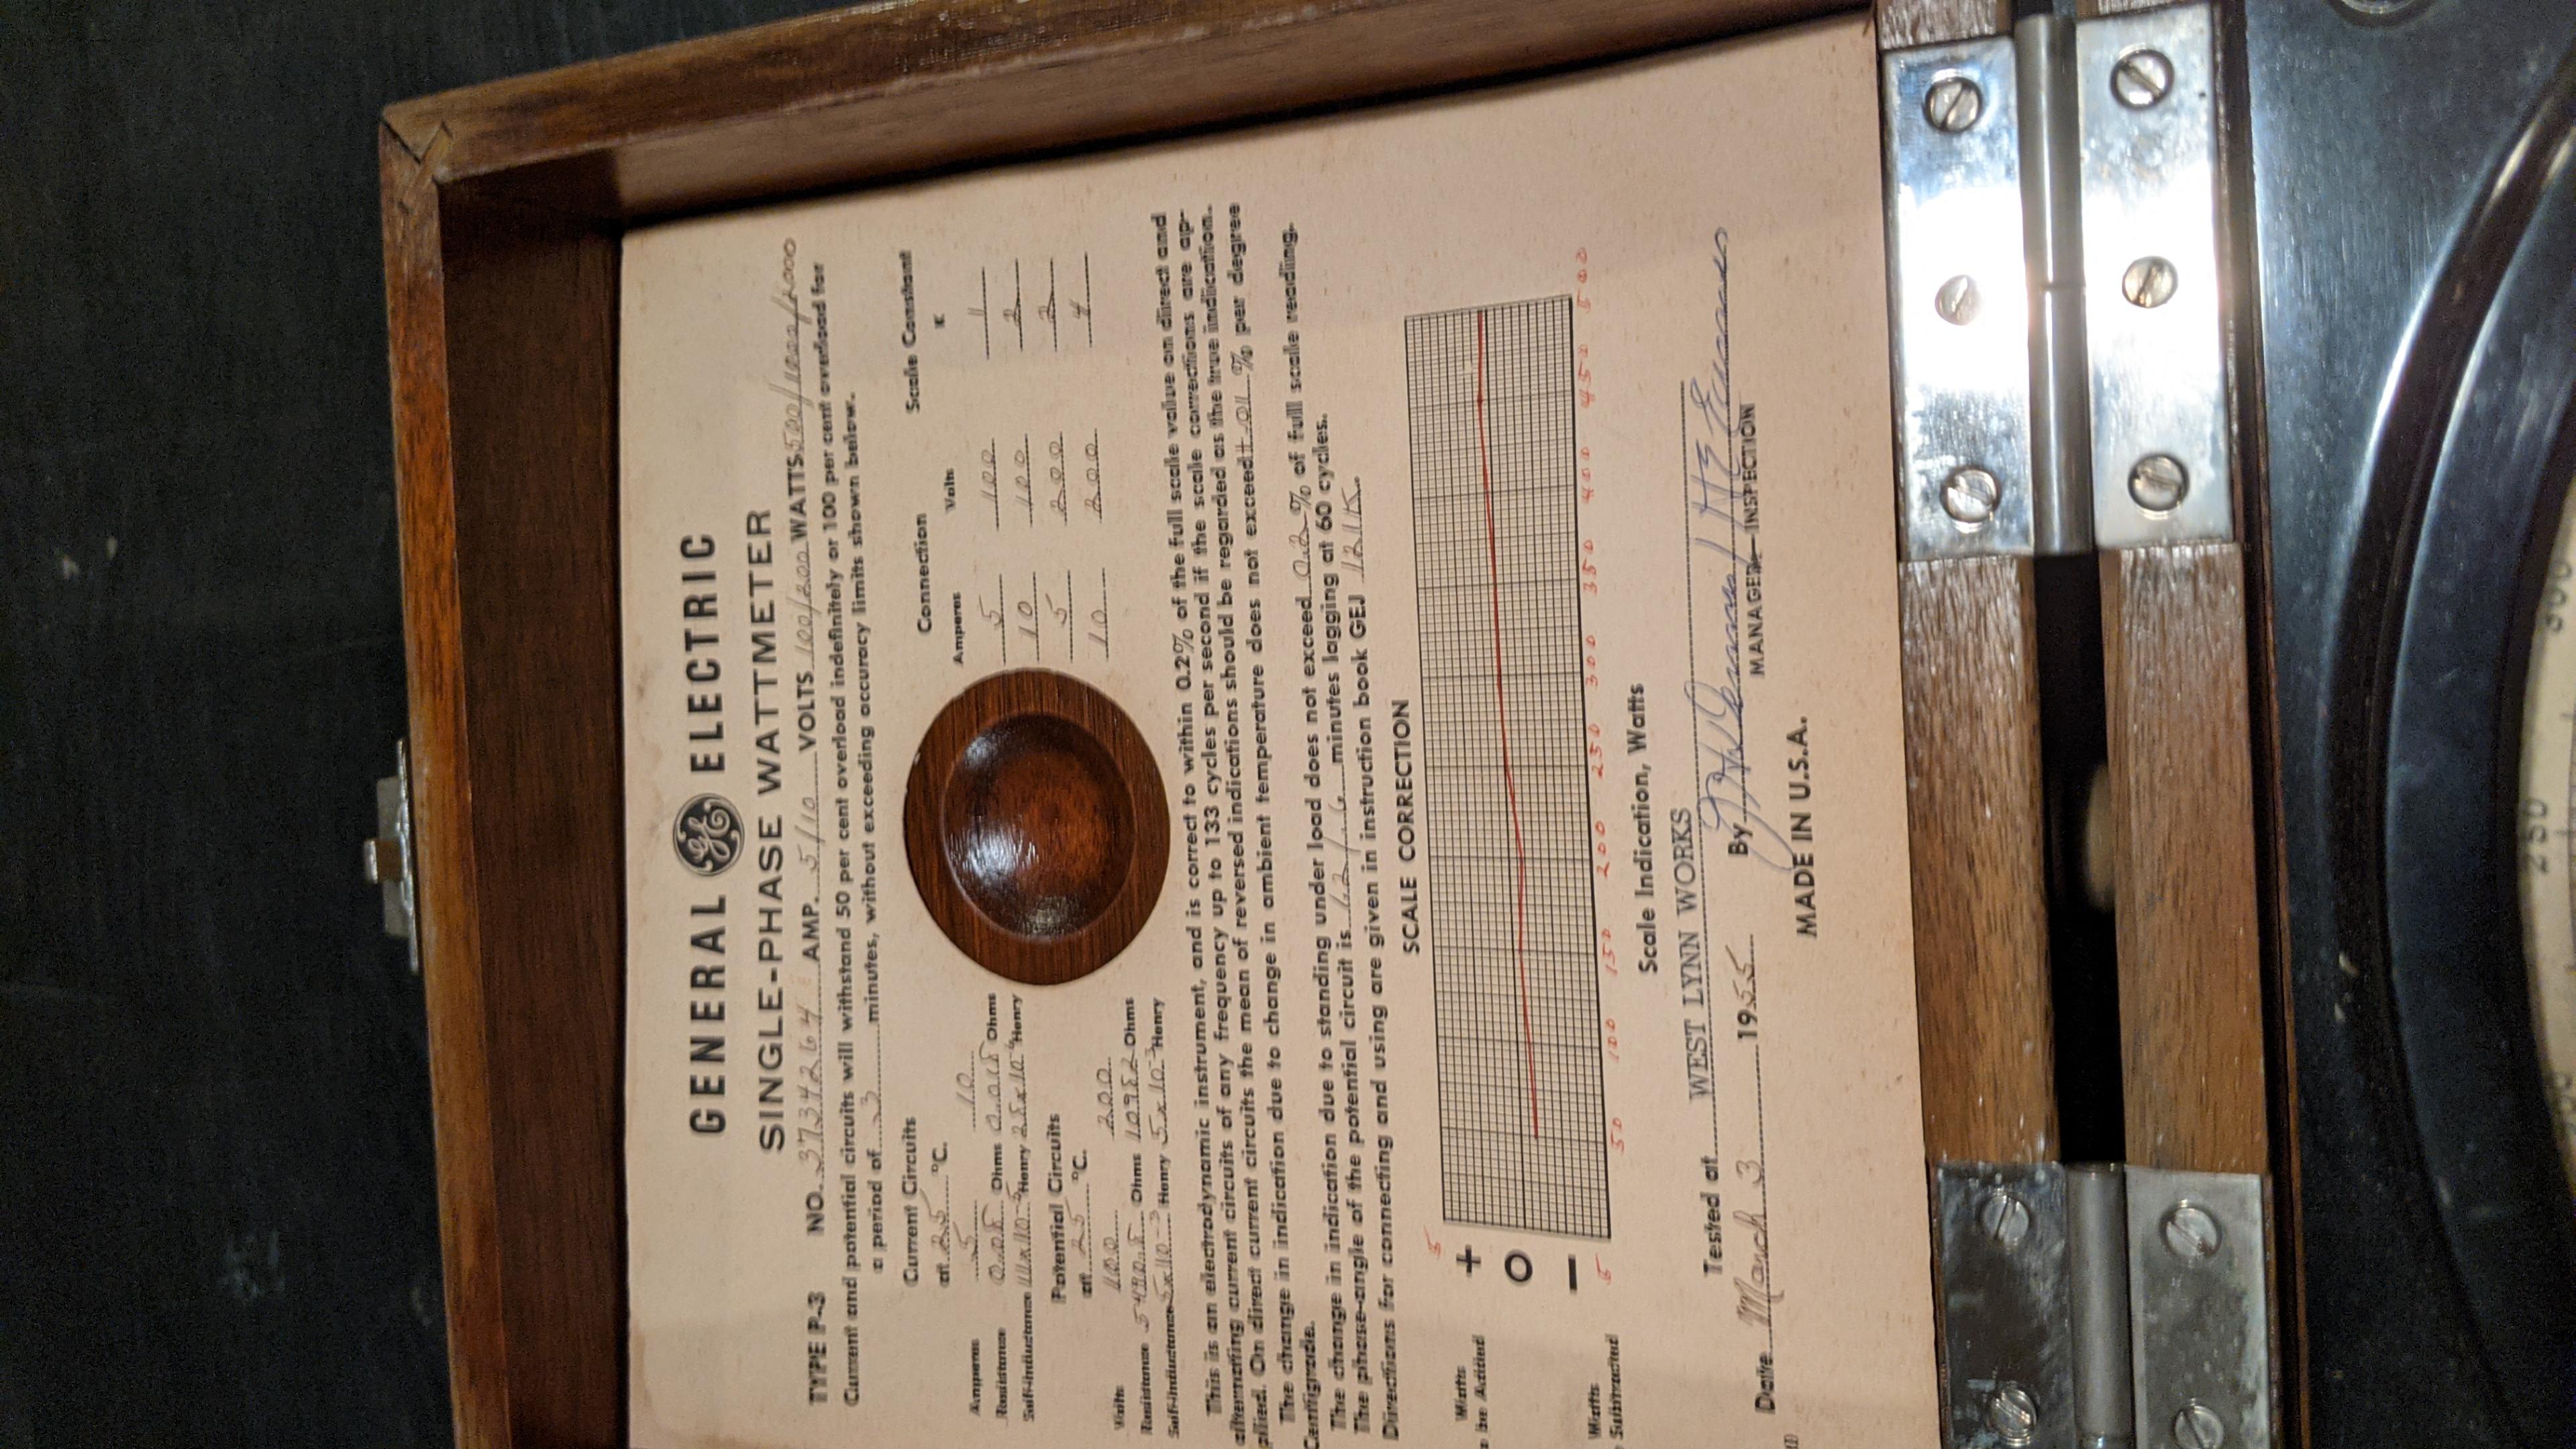 GENERAL GE ELECTRIC
SINGLE-PHASE WATTMETER
TYPE P-3 NO. 3734264 AMP. 5/10 VOLTS 100/200 WATTS 500/1000/2000
Current and potential circuits will withstand 50 per cent overload indefinitely or 100 per cent overload for
a period of 3 minutes, without exceeding accuracy limits shown below.
Current Circuits
at 25 °C.
Amperes 5 10
Resistance Ohms Ohms
Self-inductance Henry Henry
Potential Circuits
at 25 °C.
Volts 100 200
Resistance Ohms Ohms
Self-inductance 5x10-3 Henry 5x10-3 Henry
Connection Scale Constant
Amperes Volts K
5 100 1
10 100 2
5 200 2
10 200 4
This is an electrodynamic instrument, and is correct to within 0.2% of the full scale value on direct and
alternating current circuits of any frequency up to 133 cycles per second if the scale corrections are ap-
plied. On direct current circuits the mean of reversed indications should be regarded as the true indication.
The change in indication due to change in ambient temperature does not exceed ±.01 % per degree
Centigrade.
The change in indication due to standing under load does not exceed % of full scale reading.
The phase-angle of the potential circuit is minutes lagging at 60 cycles.
Directions for connecting and using are given in instruction book GEJ
SCALE CORRECTION
Watts
be Added
5
+
O
−
5
Watts
Subtracted
50 100 150 200 250 300 350 400 450 500
Scale Indication, Watts
Tested at WEST LYNN WORKS
Date March 3 1955 By
MANAGER—INSPECTION
MADE IN U.S.A.
250
300